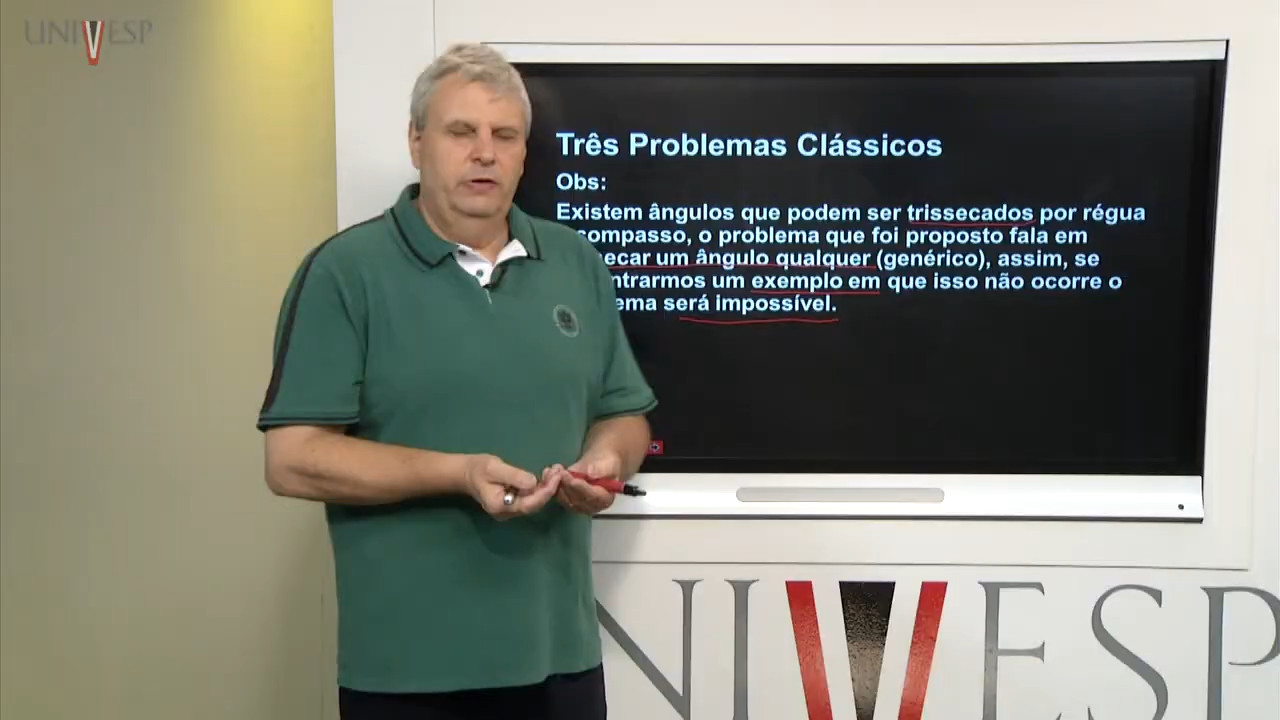 UNIVESP
Três Problemas Clássicos
Obs:
Existem ângulos que podem ser trissecados por régua
compasso, o problema que foi proposto fala em
um ângulo qualquer (genérico), assim, se
um exemplo em que isso não ocorre o
será impossível.
NIVESP